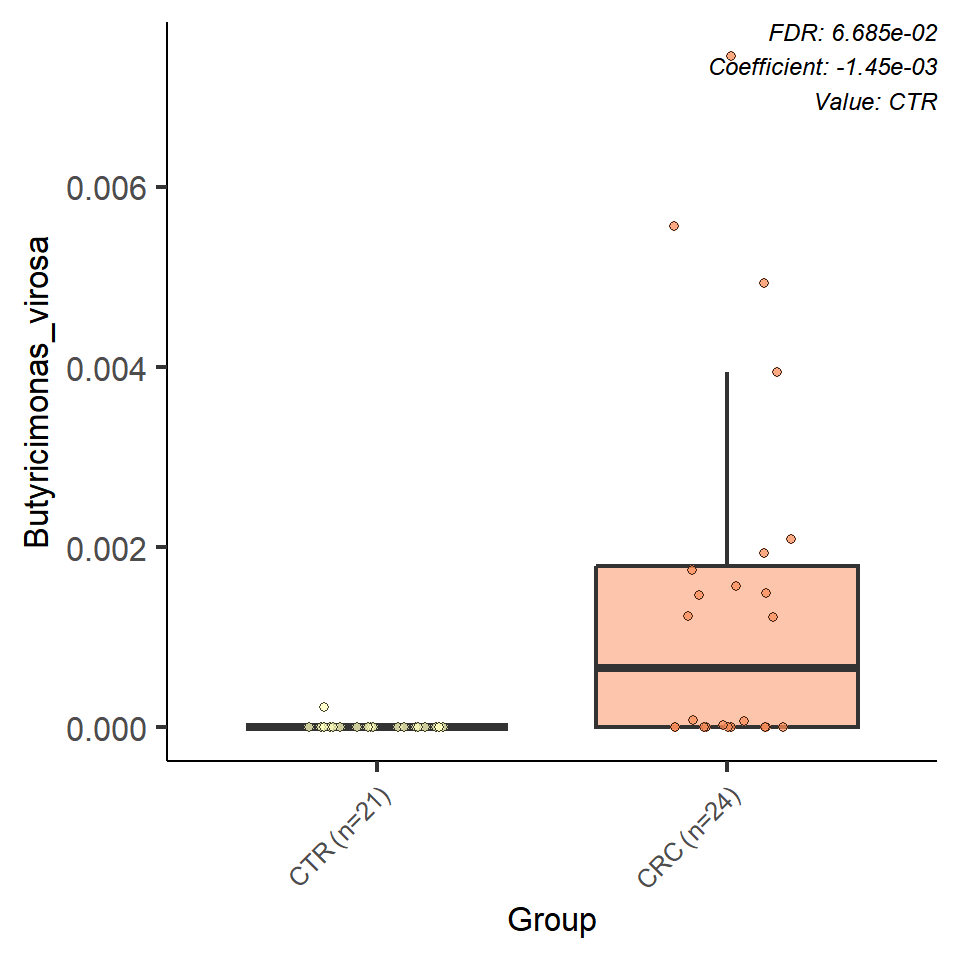 FDR: 6.685e-02
Coefficient: -1.45e-03
Value: CTR
Butyricimonas_virosa
0.006
0.004
0.002
0.000
CTR (n=21)
CRC (n=24)
Group